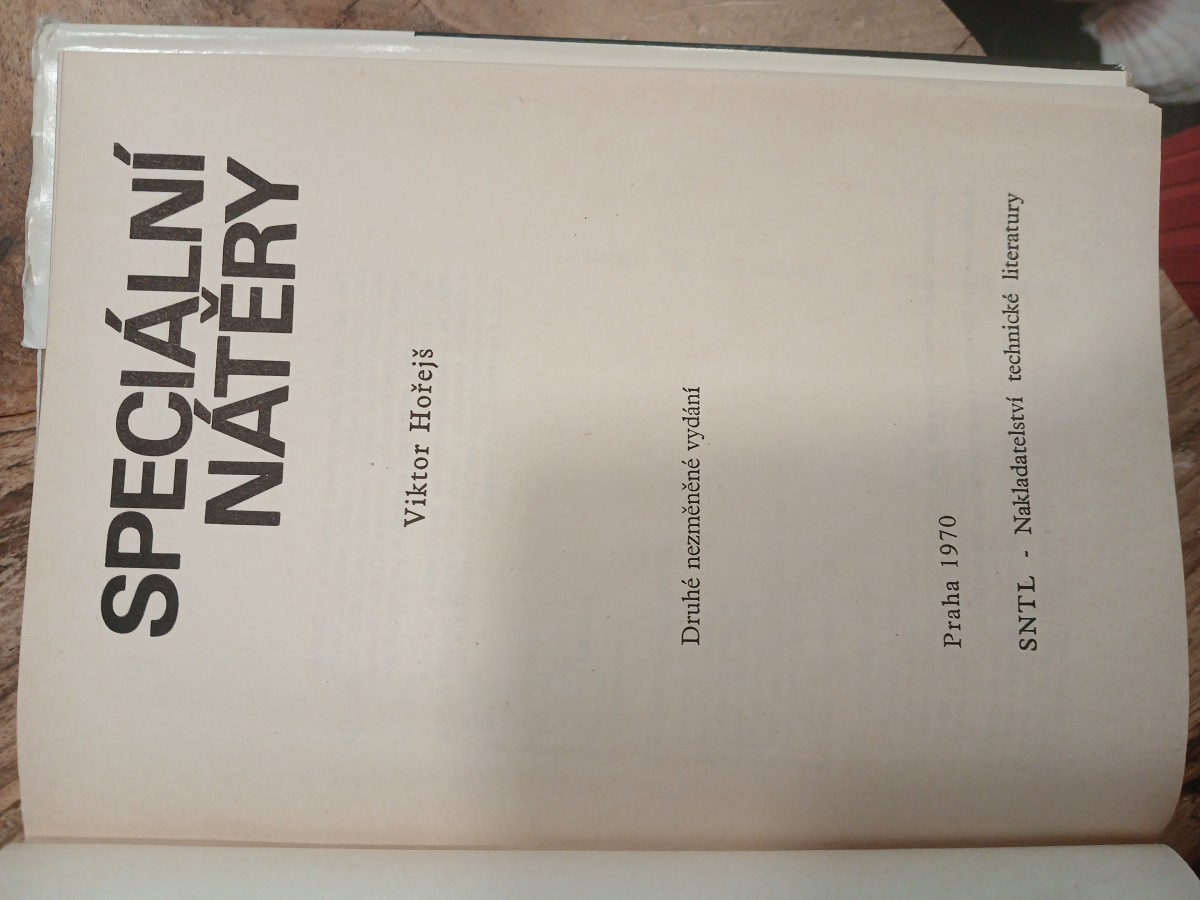 SPECIÁLNÍ
NÁTĚRY
Viktor Hořejš
Druhé nezměněné vydání
Praha 1970
SNTL - Nakladatelství technické literatury